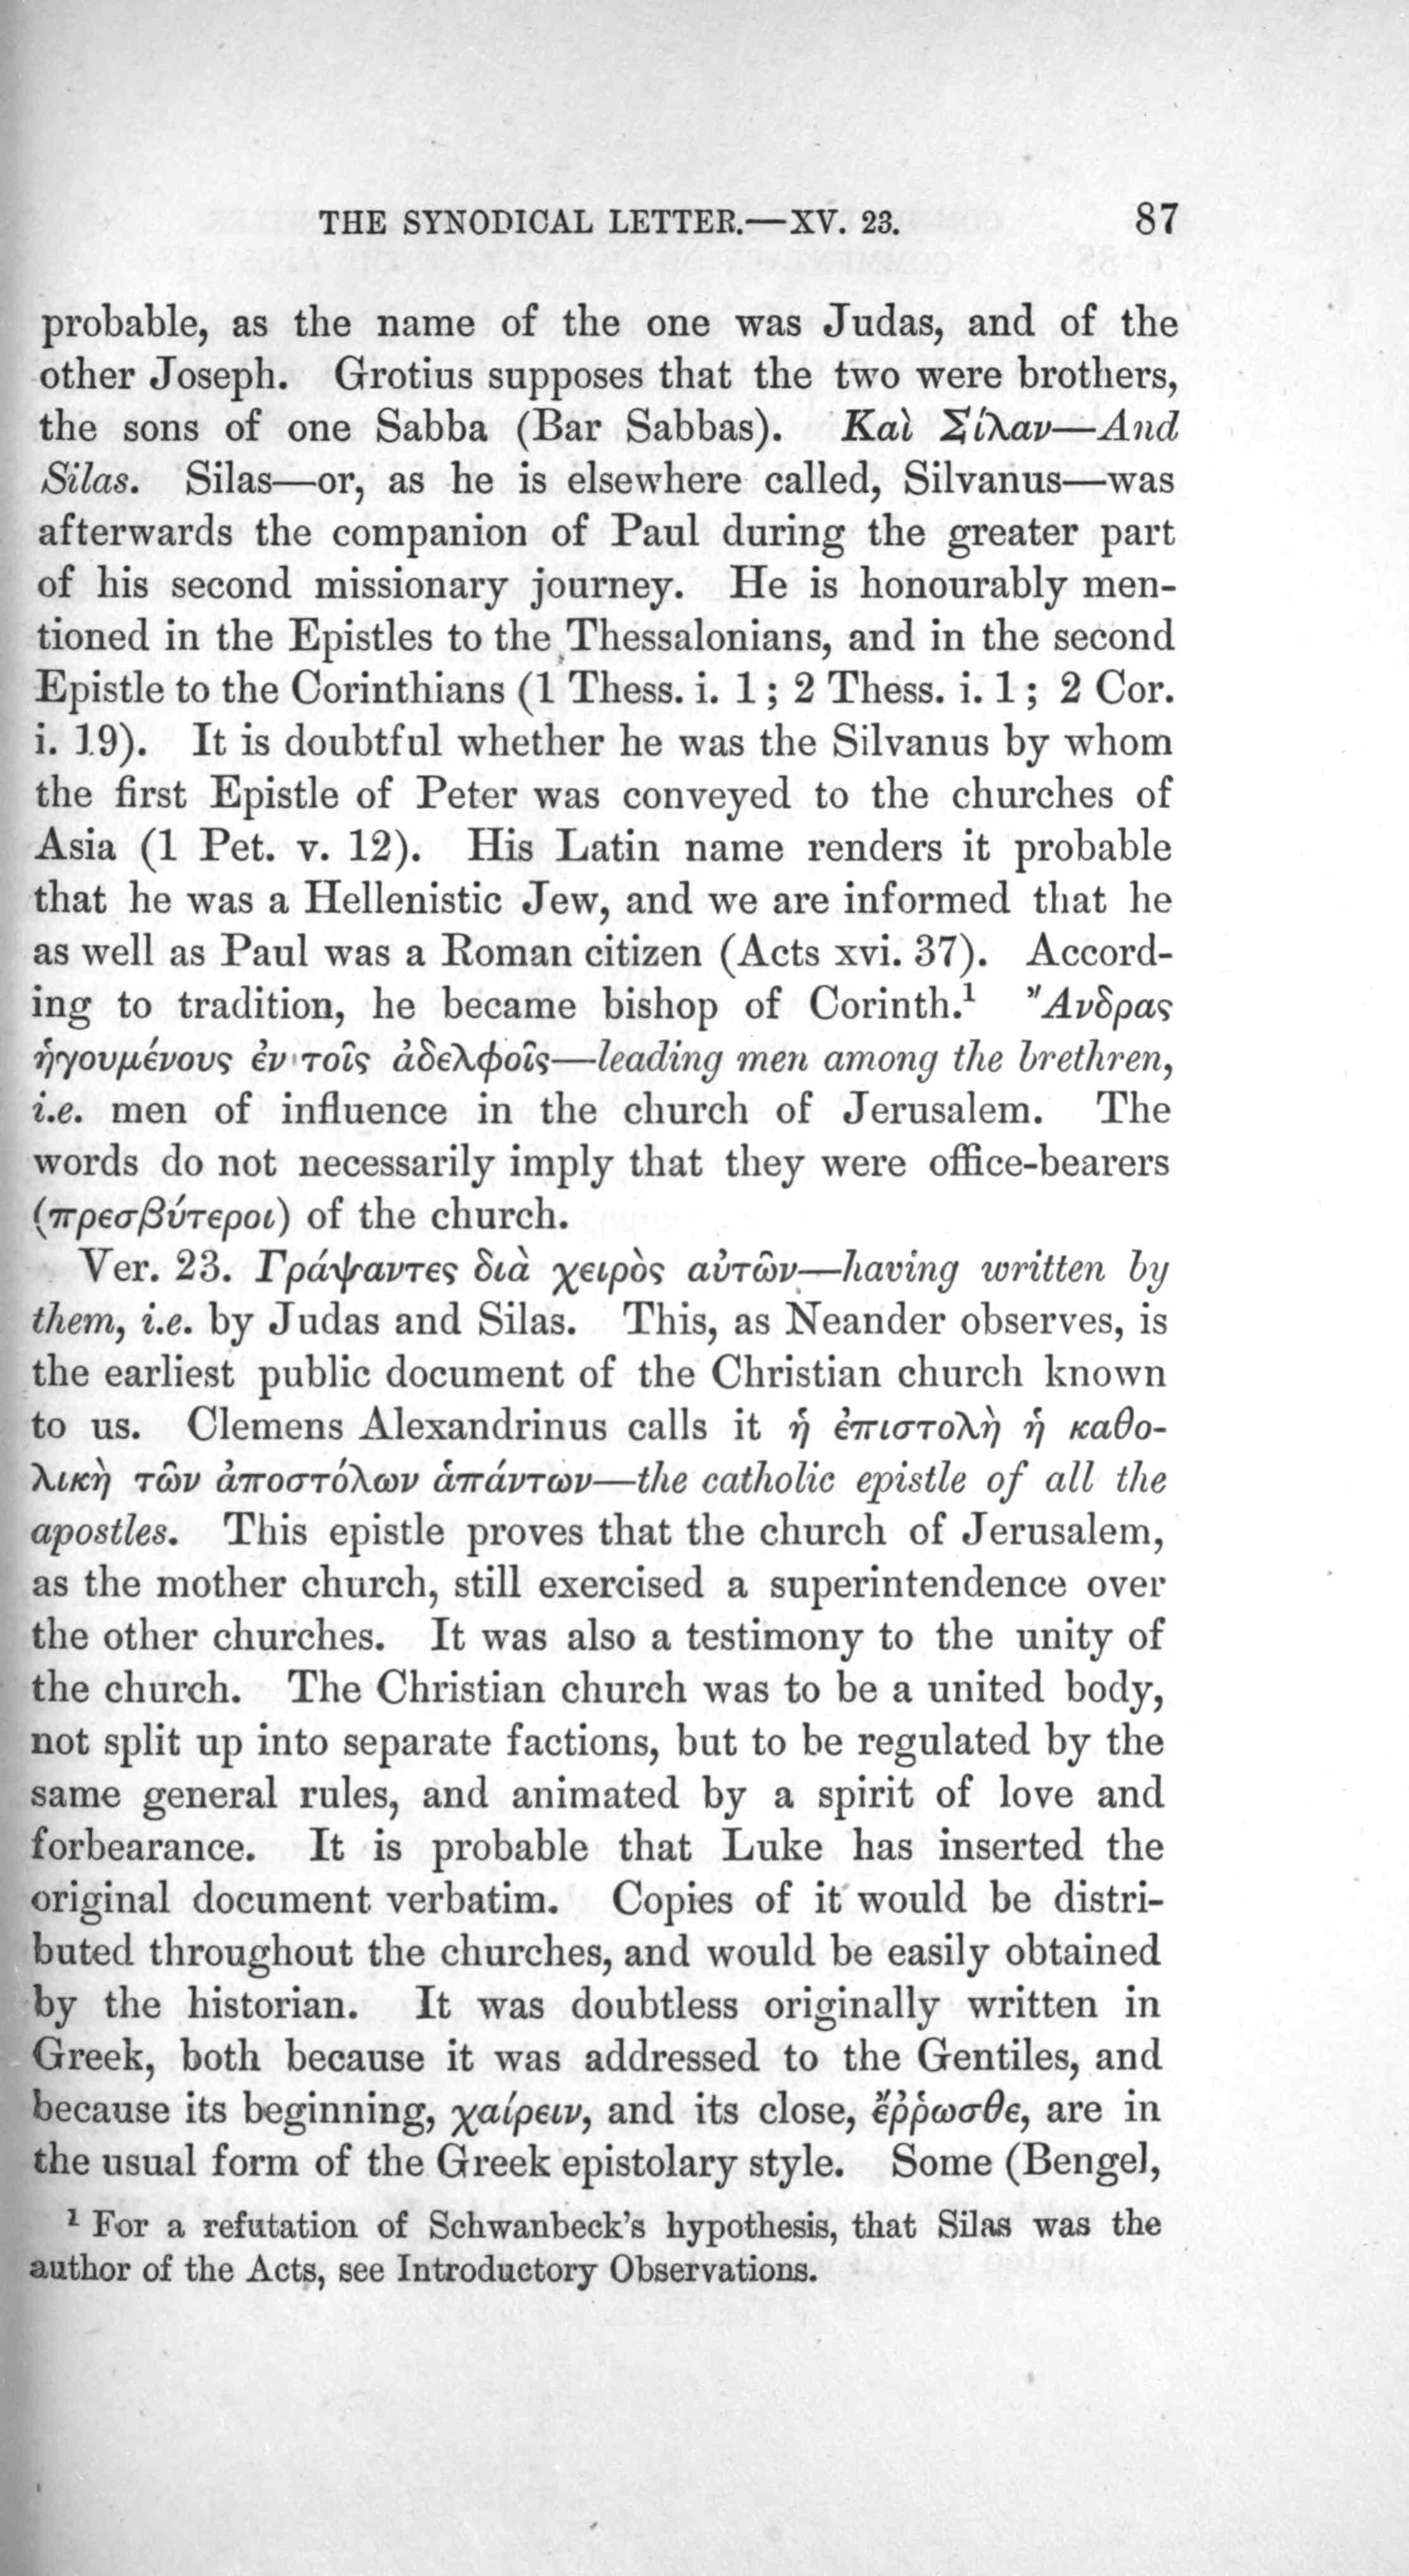 THE SYNODICAL LETTER.—XV. 23. 87
probable, as the name of the one was Judas, and of the
other Joseph. Grotius supposes that the two were brothers,
the sons of one Sabba (Bar Sabbas). Καὶ Σίλαν—And
Silas. Silas—or, as he is elsewhere called, Silvanus—was
afterwards the companion of Paul during the greater part
of his second missionary journey. He is honourably men-
tioned in the Epistles to the Thessalonians, and in the second
Epistle to the Corinthians (1 Thess. i. 1; 2 Thess. i. 1; 2 Cor.
i. 19). It is doubtful whether he was the Silvanus by whom
the first Epistle of Peter was conveyed to the churches of
Asia (1 Pet. v. 12). His Latin name renders it probable
that he was a Hellenistic Jew, and we are informed that he
as well as Paul was a Roman citizen (Acts xvi. 37). Accord-
ing to tradition, he became bishop of Corinth.¹ Ἄνδρας
ἡγουμένους ἐν τοῖς ἀδελφοῖς—leading men among the brethren,
i.e. men of influence in the church of Jerusalem. The
words do not necessarily imply that they were office-bearers
(πρεσβύτεροι) of the church.
Ver. 23. Γράψαντες διὰ χειρὸς αὐτῶν—having written by
them, i.e. by Judas and Silas. This, as Neander observes, is
the earliest public document of the Christian church known
to us. Clemens Alexandrinus calls it ἡ ἐπιστολὴ ἡ καθο-
λικὴ τῶν ἀποστόλων ἁπάντων—the catholic epistle of all the
apostles. This epistle proves that the church of Jerusalem,
as the mother church, still exercised a superintendence over
the other churches. It was also a testimony to the unity of
the church. The Christian church was to be a united body,
not split up into separate factions, but to be regulated by the
same general rules, and animated by a spirit of love and
forbearance. It is probable that Luke has inserted the
original document verbatim. Copies of it would be distri-
buted throughout the churches, and would be easily obtained
by the historian. It was doubtless originally written in
Greek, both because it was addressed to the Gentiles, and
because its beginning, χαίρειν, and its close, ἔῤῥωσθε, are in
the usual form of the Greek epistolary style. Some (Bengel,
¹ For a refutation of Schwanbeck's hypothesis, that Silas was the
author of the Acts, see Introductory Observations.